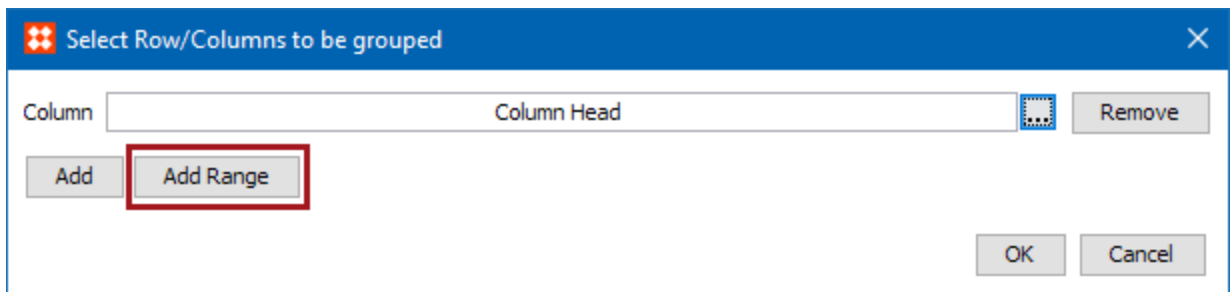 Select Row/Columns to be grouped
Column Column Head ... Remove
Add Add Range
OK Cancel